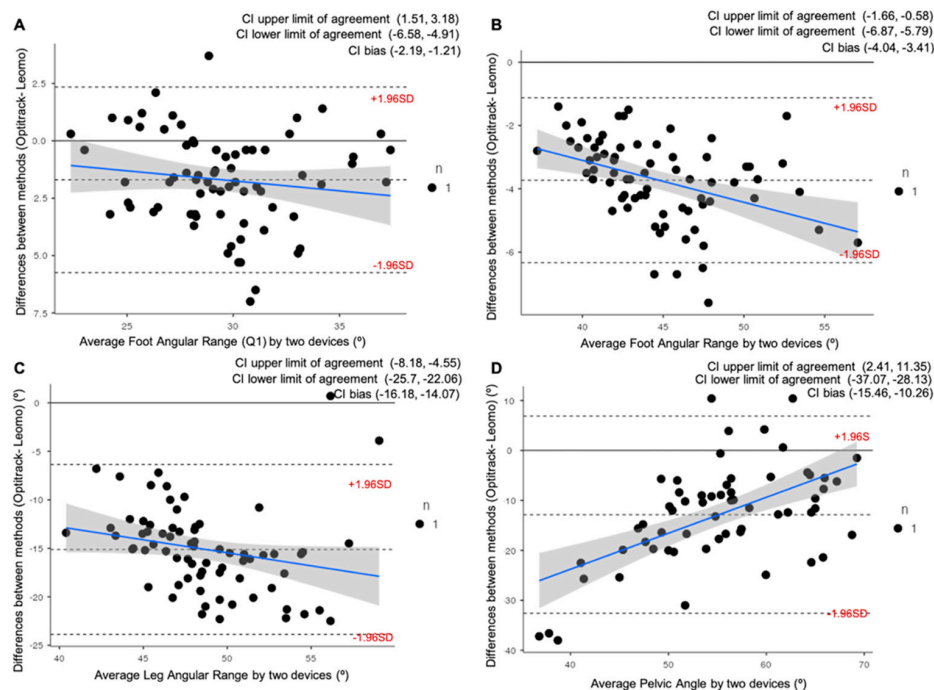 A
CI upper limit of agreement (1.51, 3.18)
CI lower limit of agreement (-6.58, -4.91)
CI bias (-2.19, -1.21)
Differences between methods (Optitrack- Leomo) (º)
2.5
0.0
2.5
5.0
7.5
+1.96SD
-1.96SD
n
1
25
30
35
Average Foot Angular Range (Q1) by two devices (º)
B
CI upper limit of agreement (-1.66, -0.58)
CI lower limit of agreement (-6.87, -5.79)
CI bias (-4.04, -3.41)
Differences between methods (Optitrack- Leomo) (º)
0
-2
-4
-6
+1.96SD
-1.96SD
n
1
40
45
50
55
Average Foot Angular Range by two devices (º)
C
CI upper limit of agreement (-8.18, -4.55)
CI lower limit of agreement (-25.7, -22.06)
CI bias (-16.18, -14.07)
Differences between methods (Optitrack- Leomo) (º)
0
-5
-10
-15
-20
-25
+1.96SD
-1.96SD
n
1
40
45
50
55
60
Average Leg Angular Range by two devices (º)
D
CI upper limit of agreement (2.41, 11.35)
CI lower limit of agreement (-37.07, -28.13)
CI bias (-15.46, -10.26)
Differences between methods (Optitrack- Leomo) (º)
10
0
10
20
30
40
+1.96S
-1.96SD
n
1
40
50
60
70
Average Pelvic Angle by two devices (º)